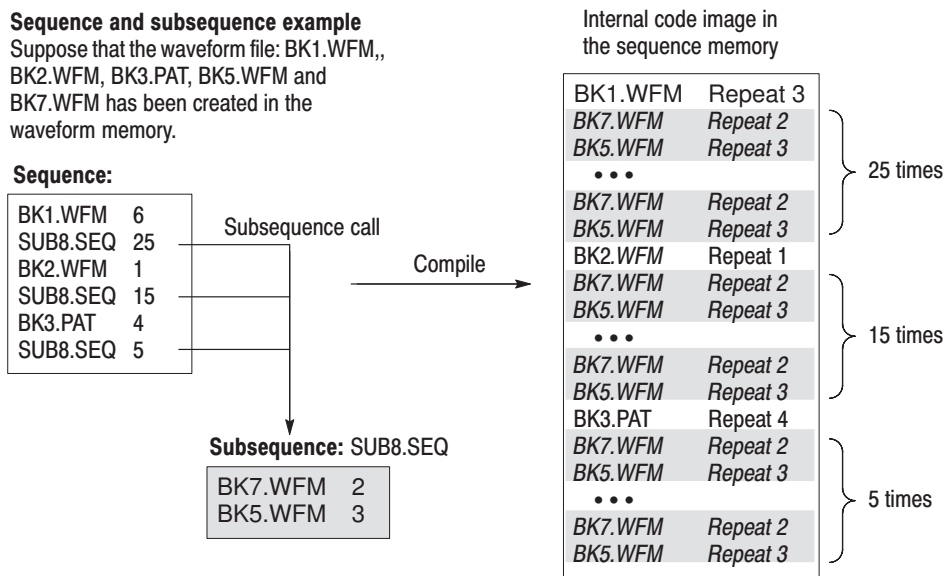 Sequence and subsequence example
Suppose that the waveform file: BK1.WFM,,
BK2.WFM, BK3.PAT, BK5.WFM and
BK7.WFM has been created in the
waveform memory.
Sequence:
BK1.WFM 6
SUB8.SEQ 25
BK2.WFM 1
SUB8.SEQ 15
BK3.PAT 4
SUB8.SEQ 5
Subsequence call
Subsequence: SUB8.SEQ
BK7.WFM 2
BK5.WFM 3
Compile
Internal code image in
the sequence memory
BK1.WFM Repeat 3
BK7.WFM Repeat 2
BK5.WFM Repeat 3
• • •
BK7.WFM Repeat 2
BK5.WFM Repeat 3
25 times
BK2.WFM Repeat 1
BK7.WFM Repeat 2
BK5.WFM Repeat 3
• • •
BK7.WFM Repeat 2
BK5.WFM Repeat 3
15 times
BK3.PAT Repeat 4
BK7.WFM Repeat 2
BK5.WFM Repeat 3
• • •
BK7.WFM Repeat 2
BK5.WFM Repeat 3
5 times